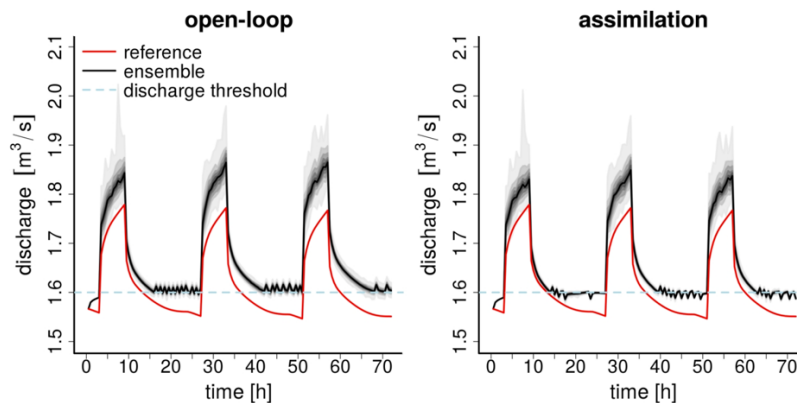 open-loop
assimilation
reference
ensemble
discharge threshold
discharge [m³/s]
2.1
2.0
1.9
1.8
1.7
1.6
1.5
0 10 20 30 40 50 60 70
time [h]
discharge [m³/s]
2.1
2.0
1.9
1.8
1.7
1.6
1.5
0 10 20 30 40 50 60 70
time [h]